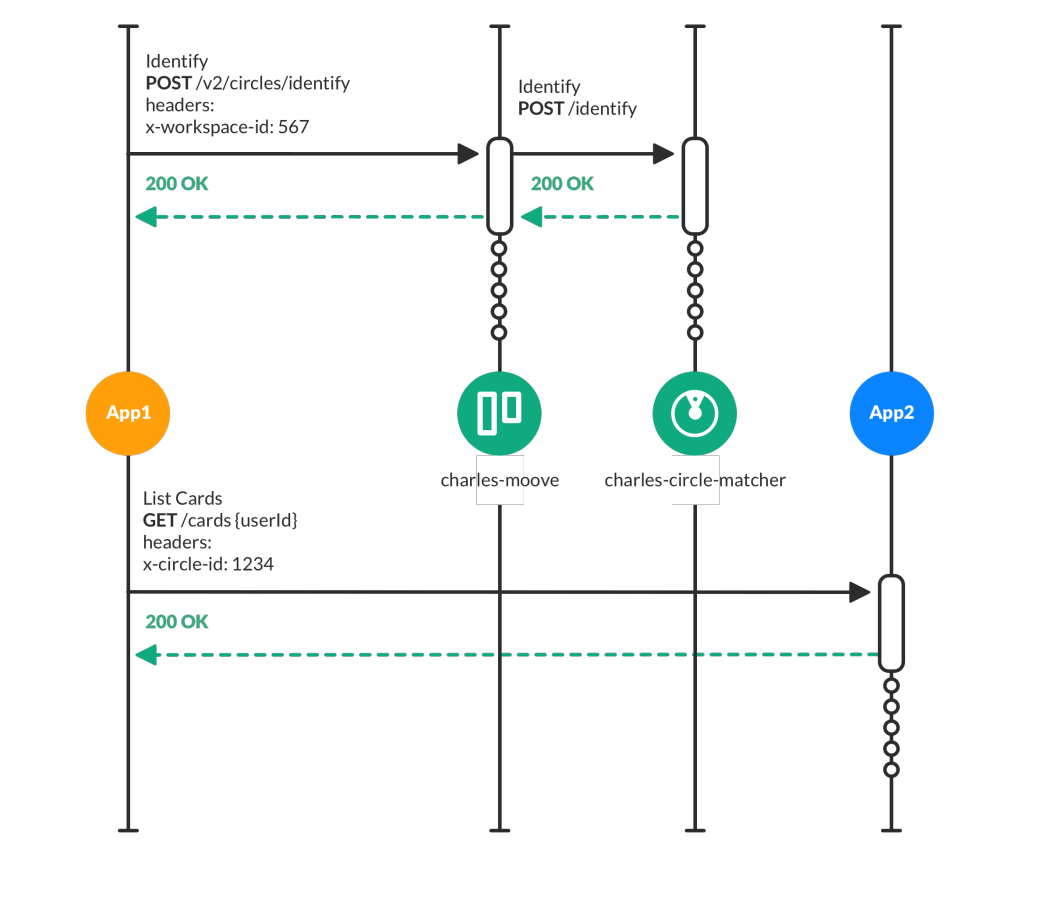 Identify
POST /v2/circles/identify
headers:
x-workspace-id: 567
Identify
POST /identify
200 OK
200 OK
App1
App2
charles-moove
charles-circle-matcher
List Cards
GET /cards {userId}
headers:
x-circle-id: 1234
200 OK